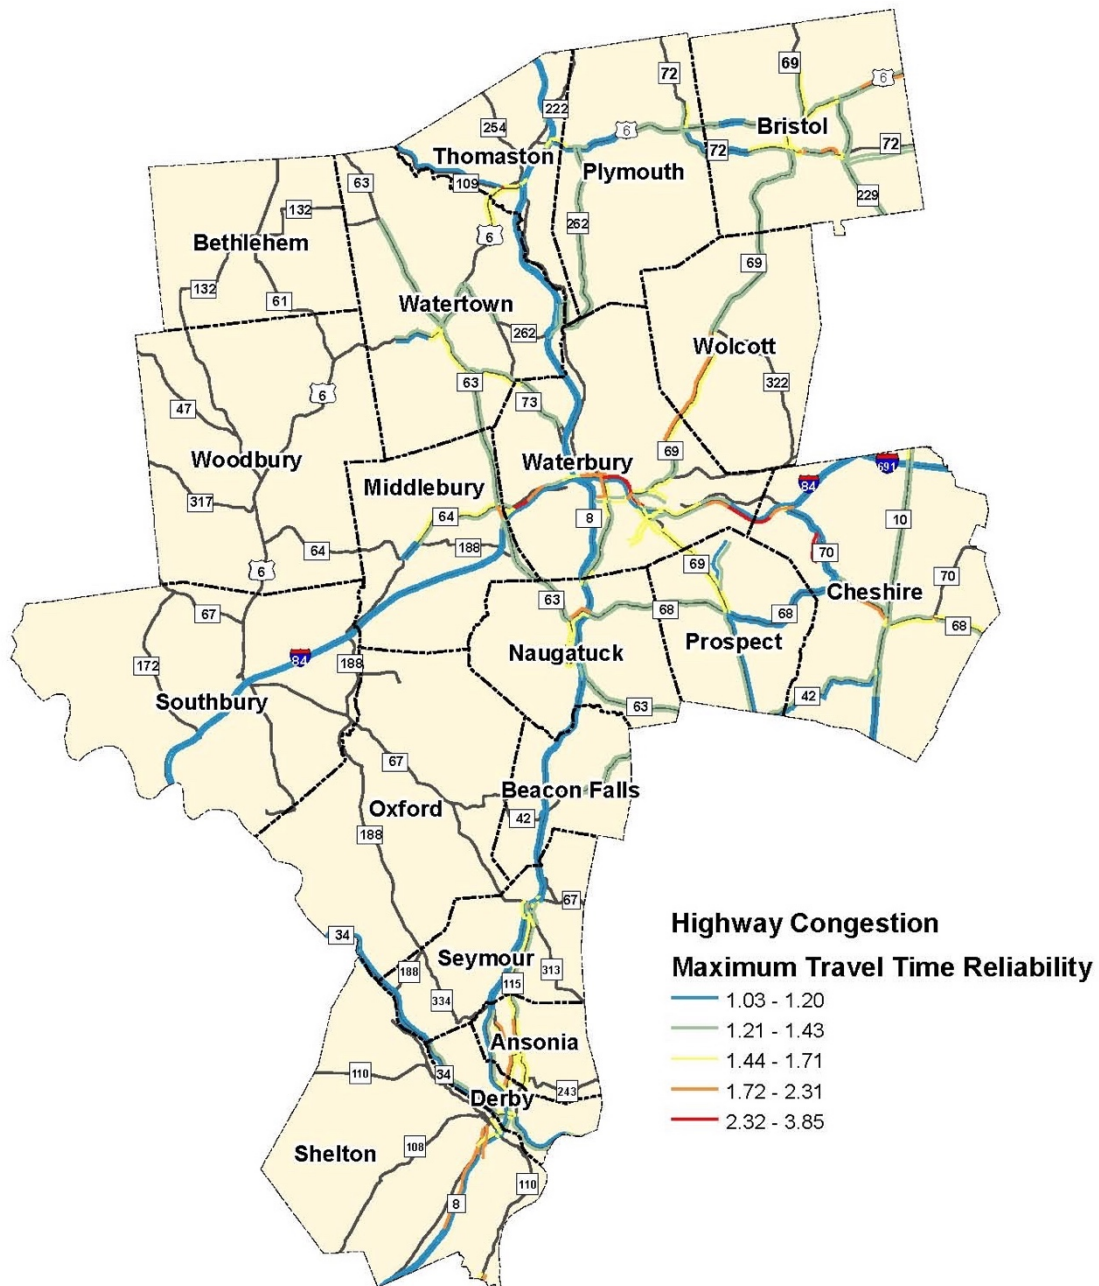 69
72
6
222
254
Bristol
6
Thomaston
72
72
Plymouth
109
63
229
132
262
6
Bethlehem
69
132
61
Watertown
262
Wolcott
6
63
322
73
47
69
Waterbury
691
Woodbury
84
Middlebury
317
64
8
10
188
64
70
69
6
70
Cheshire
67
63
68
68
68
Prospect
Naugatuck
84
188
172
42
Southbury
63
67
Beacon Falls
Oxford
42
188
67
Highway Congestion
34
Maximum Travel Time Reliability
Seymour
188
313
115
334
1.03 - 1.20
1.21 - 1.43
Ansonia
1.44 - 1.71
110
34
243
1.72 - 2.31
Derby
2.32 - 3.85
108
Shelton
110
8